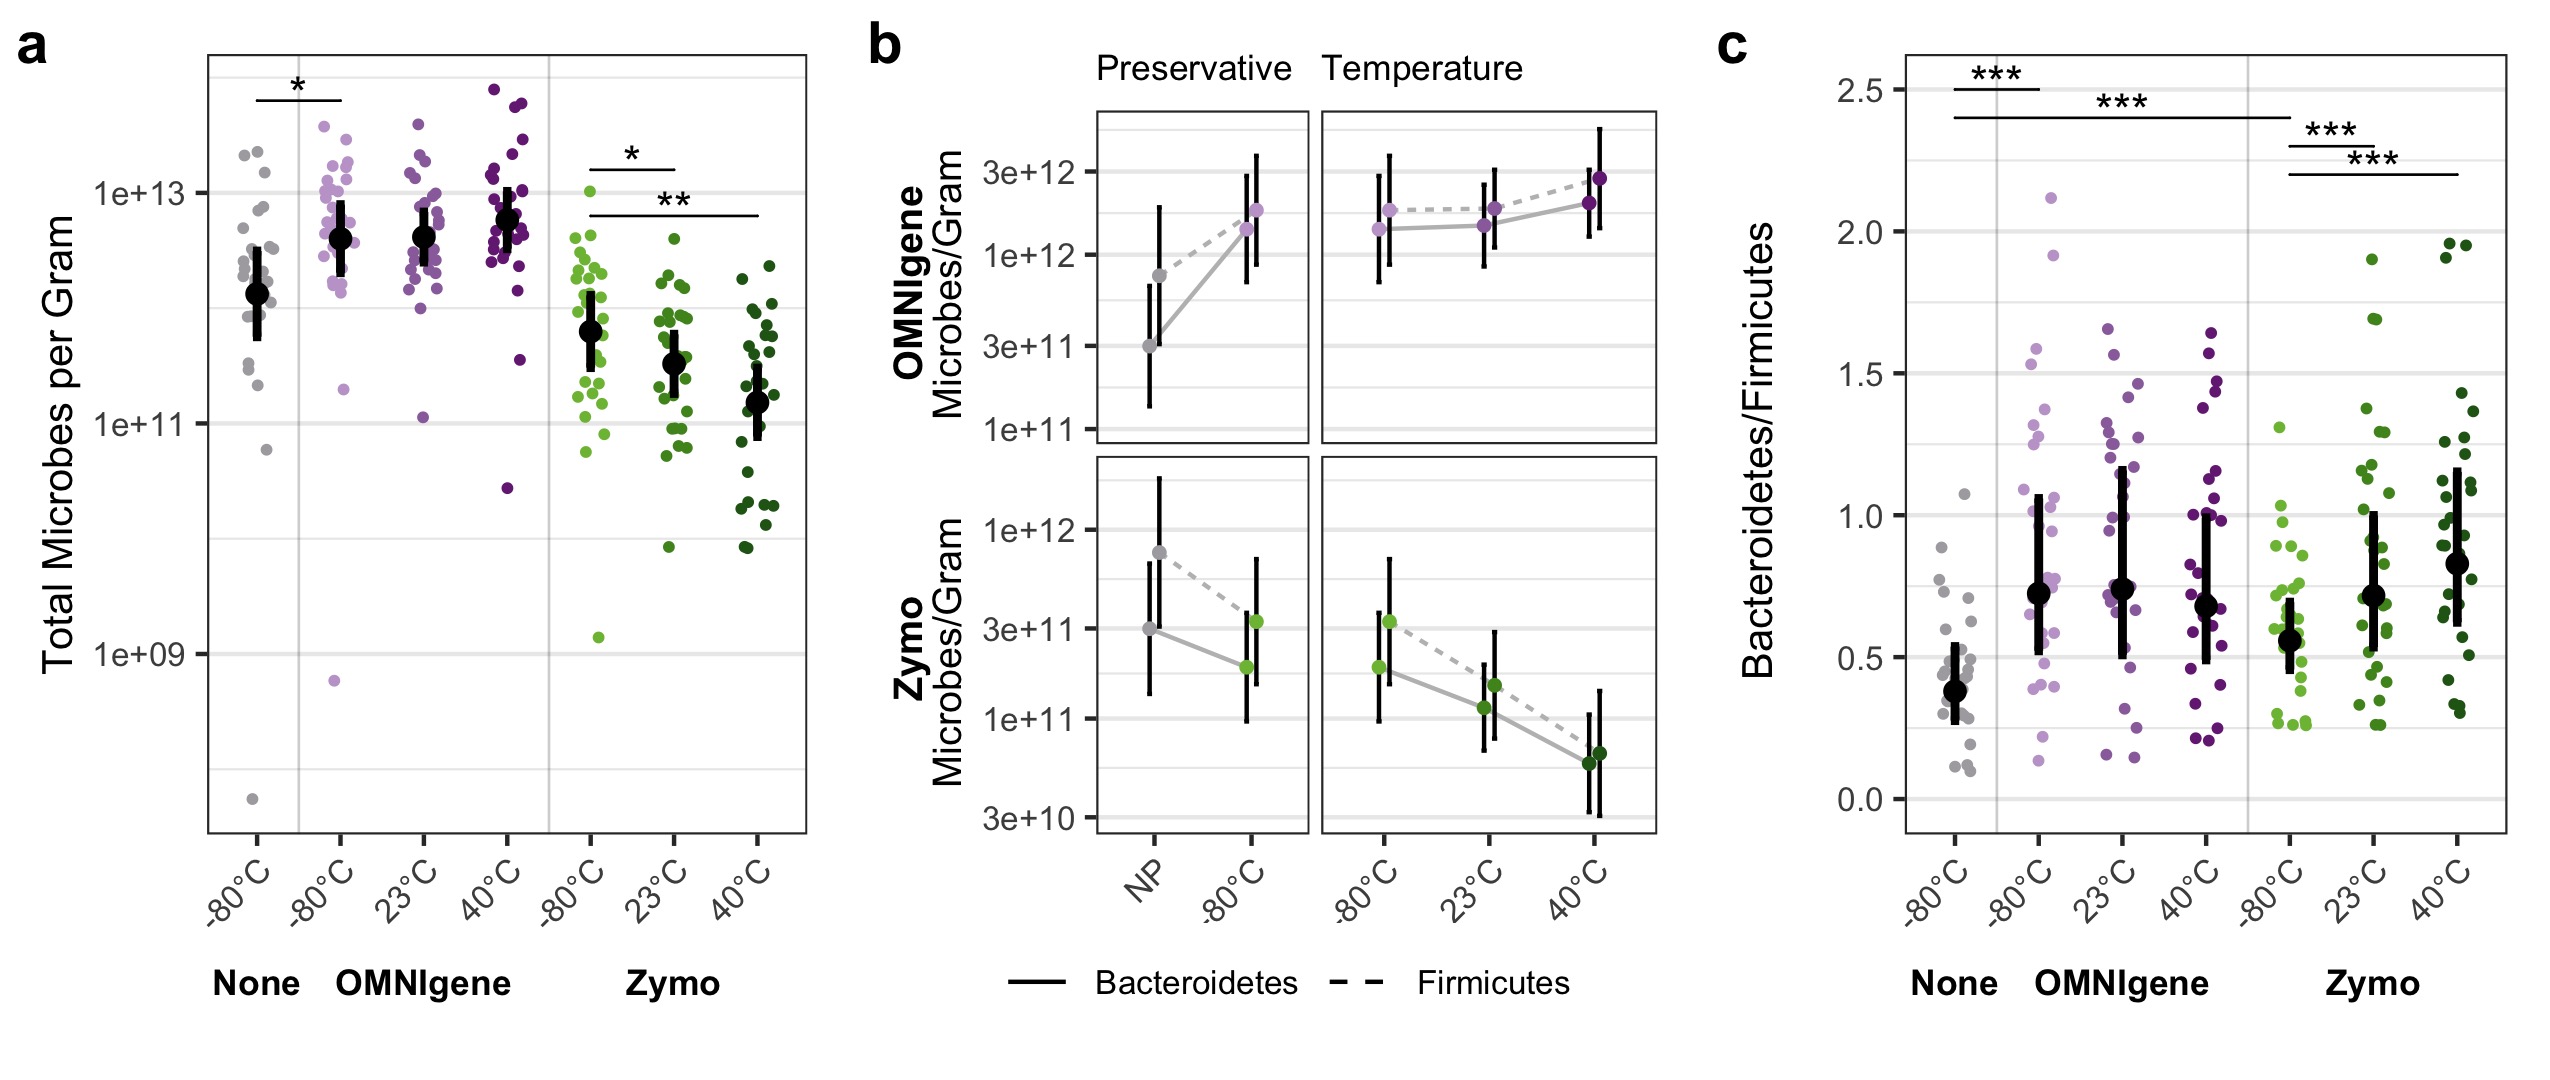 a
Total Microbes per Gram
1e+13
1e+11
1e+09
*
*
**
-80°C
-80°C
23°C
40°C
-80°C
23°C
40°C
None
OMNIgene
Zymo
b
Preservative
Temperature
OMNIgene
Microbes/Gram
3e+12
1e+12
3e+11
1e+11
Zymo
Microbes/Gram
1e+12
3e+11
1e+11
3e+10
NP
-80°C
-80°C
23°C
40°C
Bacteroidetes
Firmicutes
c
Bacteroidetes/Firmicutes
2.5
2.0
1.5
1.0
0.5
0.0
***
***
***
***
-80°C
-80°C
23°C
40°C
-80°C
23°C
40°C
None
OMNIgene
Zymo